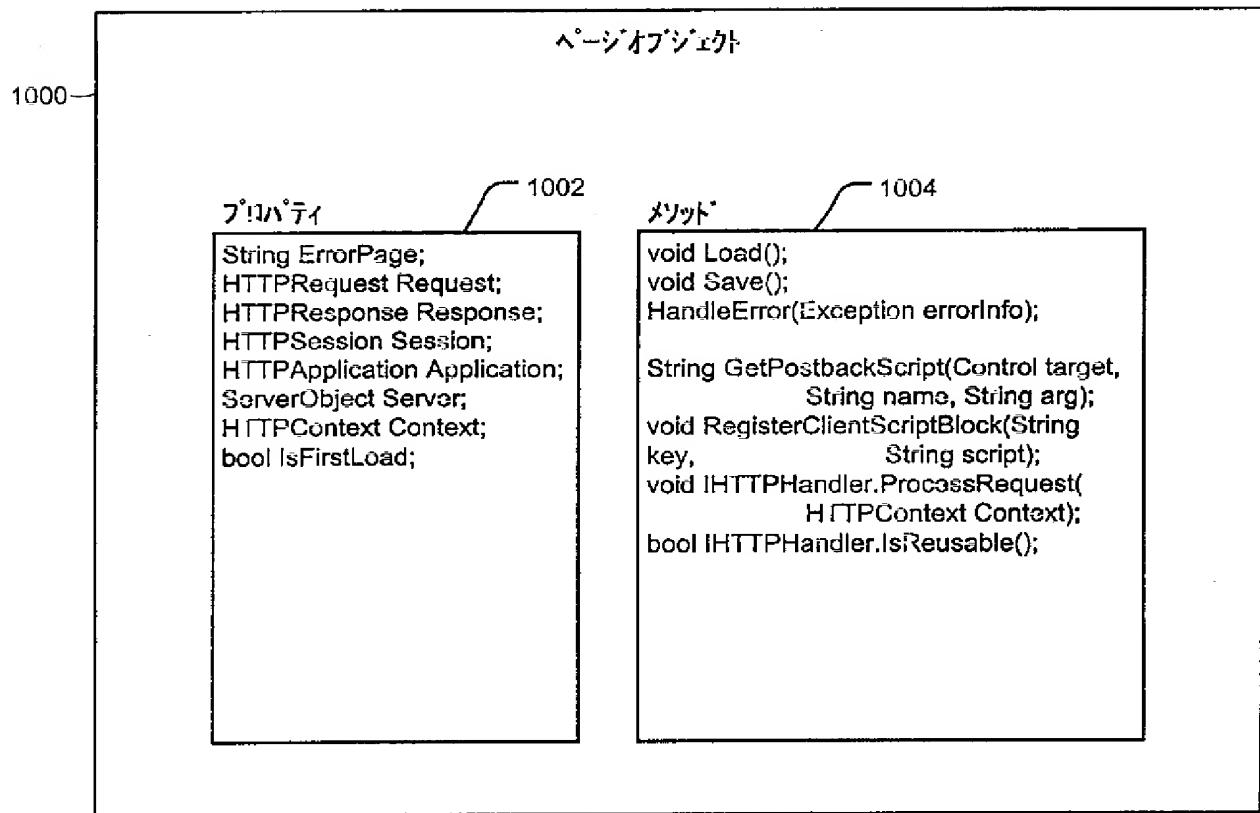 ページオブジェクト
1000
1002
プロパティ
String ErrorPage;
HTTPRequest Request;
HTTPResponse Response;
HTTPSession Session;
HTTPApplication Application;
ServerObject Server;
HTTPContext Context;
bool IsFirstLoad;
1004
メソッド
void Load();
void Save();
HandleError(Exception errorInfo);
String GetPostbackScript(Control target,
String name, String arg);
void RegisterClientScriptBlock(String
key, String script);
void IHTTPHandler.ProcessRequest(
HTTPContext Context);
bool IHTTPHandler.IsReusable();